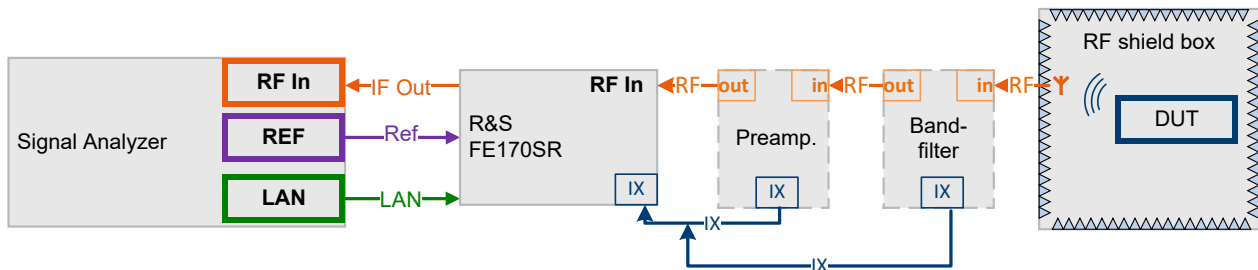 Signal Analyzer
RF In
REF
LAN
IF Out
Ref
LAN
RF In
R&S
FE170SR
IX
RF
out
in
Preamp.
IX
RF
out
in
Band-
filter
IX
RF
RF shield box
DUT
IX
IX